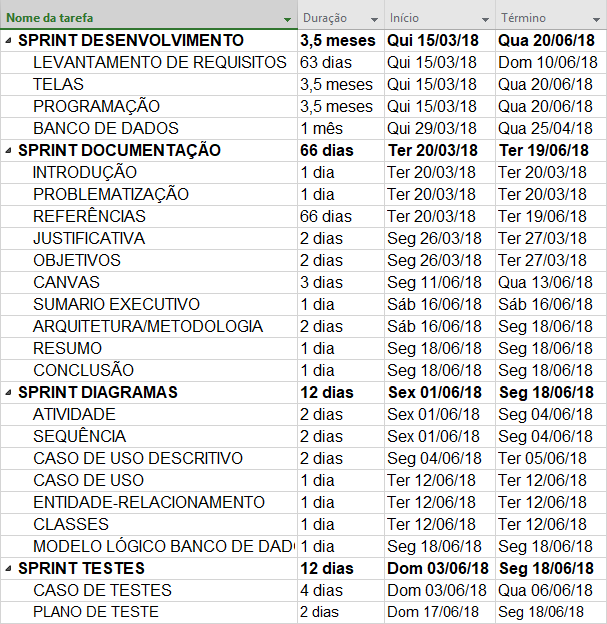 Nome da tarefa Duração Início Término
SPRINT DESENVOLVIMENTO 3,5 meses Qui 15/03/18 Qua 20/06/18
LEVANTAMENTO DE REQUISITOS 63 dias Qui 15/03/18 Dom 10/06/18
TELAS 3,5 meses Qui 15/03/18 Qua 20/06/18
PROGRAMAÇÃO 3,5 meses Qui 15/03/18 Qua 20/06/18
BANCO DE DADOS 1 mês Qui 29/03/18 Qua 25/04/18
SPRINT DOCUMENTAÇÃO 66 dias Ter 20/03/18 Ter 19/06/18
INTRODUÇÃO 1 dia Ter 20/03/18 Ter 20/03/18
PROBLEMATIZAÇÃO 1 dia Ter 20/03/18 Ter 20/03/18
REFERÊNCIAS 66 dias Ter 20/03/18 Ter 19/06/18
JUSTIFICATIVA 2 dias Seg 26/03/18 Ter 27/03/18
OBJETIVOS 2 dias Seg 26/03/18 Ter 27/03/18
CANVAS 3 dias Seg 11/06/18 Qua 13/06/18
SUMARIO EXECUTIVO 1 dia Sáb 16/06/18 Sáb 16/06/18
ARQUITETURA/METODOLOGIA 2 dias Sáb 16/06/18 Seg 18/06/18
RESUMO 1 dia Seg 18/06/18 Seg 18/06/18
CONCLUSÃO 1 dia Seg 18/06/18 Seg 18/06/18
SPRINT DIAGRAMAS 12 dias Sex 01/06/18 Seg 18/06/18
ATIVIDADE 2 dias Sex 01/06/18 Seg 04/06/18
SEQUÊNCIA 2 dias Sex 01/06/18 Seg 04/06/18
CASO DE USO DESCRITIVO 2 dias Seg 04/06/18 Ter 05/06/18
CASO DE USO 1 dia Ter 12/06/18 Ter 12/06/18
ENTIDADE-RELACIONAMENTO 1 dia Ter 12/06/18 Ter 12/06/18
CLASSES 1 dia Ter 12/06/18 Ter 12/06/18
MODELO LÓGICO BANCO DE DADO 1 dia Seg 18/06/18 Seg 18/06/18
SPRINT TESTES 12 dias Dom 03/06/18 Seg 18/06/18
CASO DE TESTES 4 dias Dom 03/06/18 Qua 06/06/18
PLANO DE TESTE 2 dias Dom 17/06/18 Seg 18/06/18